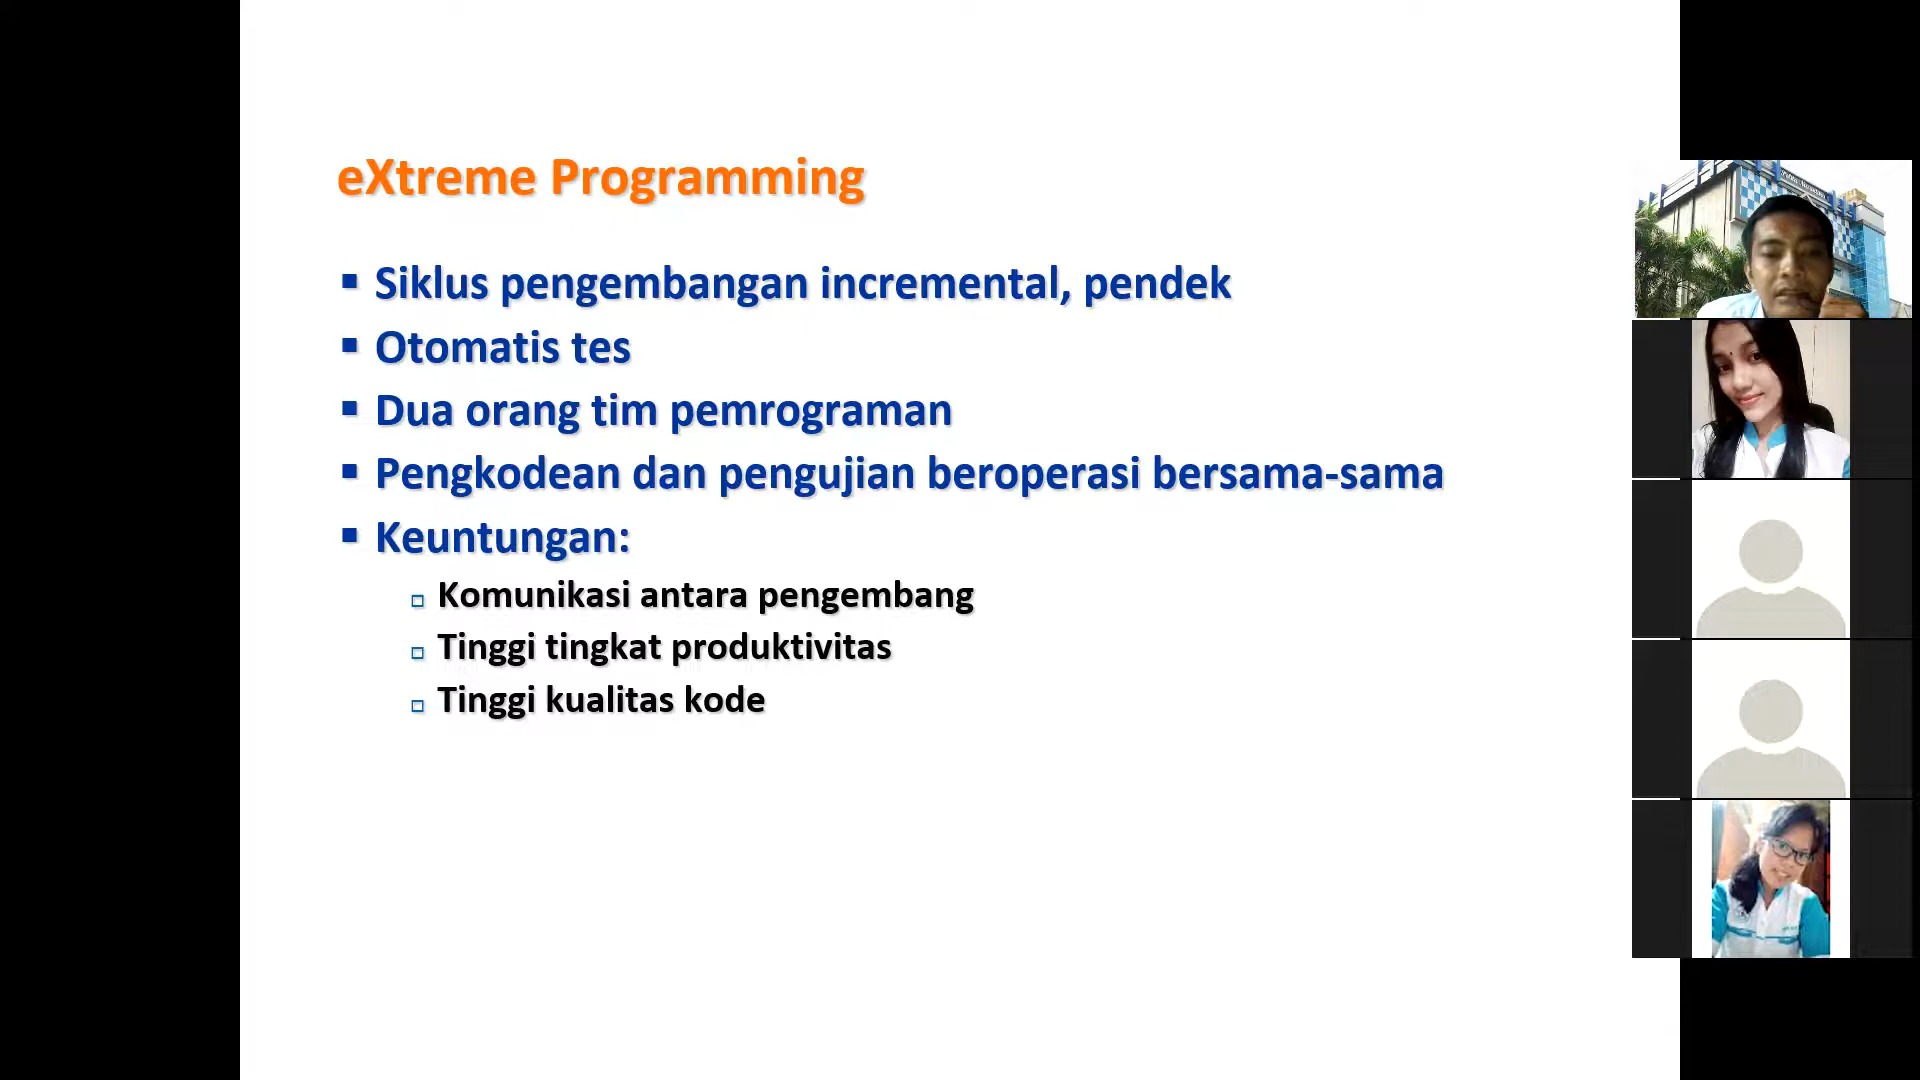 eXtreme Programming
Siklus pengembangan incremental, pendek
Otomatis tes
Dua orang tim pemrograman
Pengkodean dan pengujian beroperasi bersama-sama
Keuntungan:
Komunikasi antara pengembang
Tinggi tingkat produktivitas
Tinggi kualitas kode